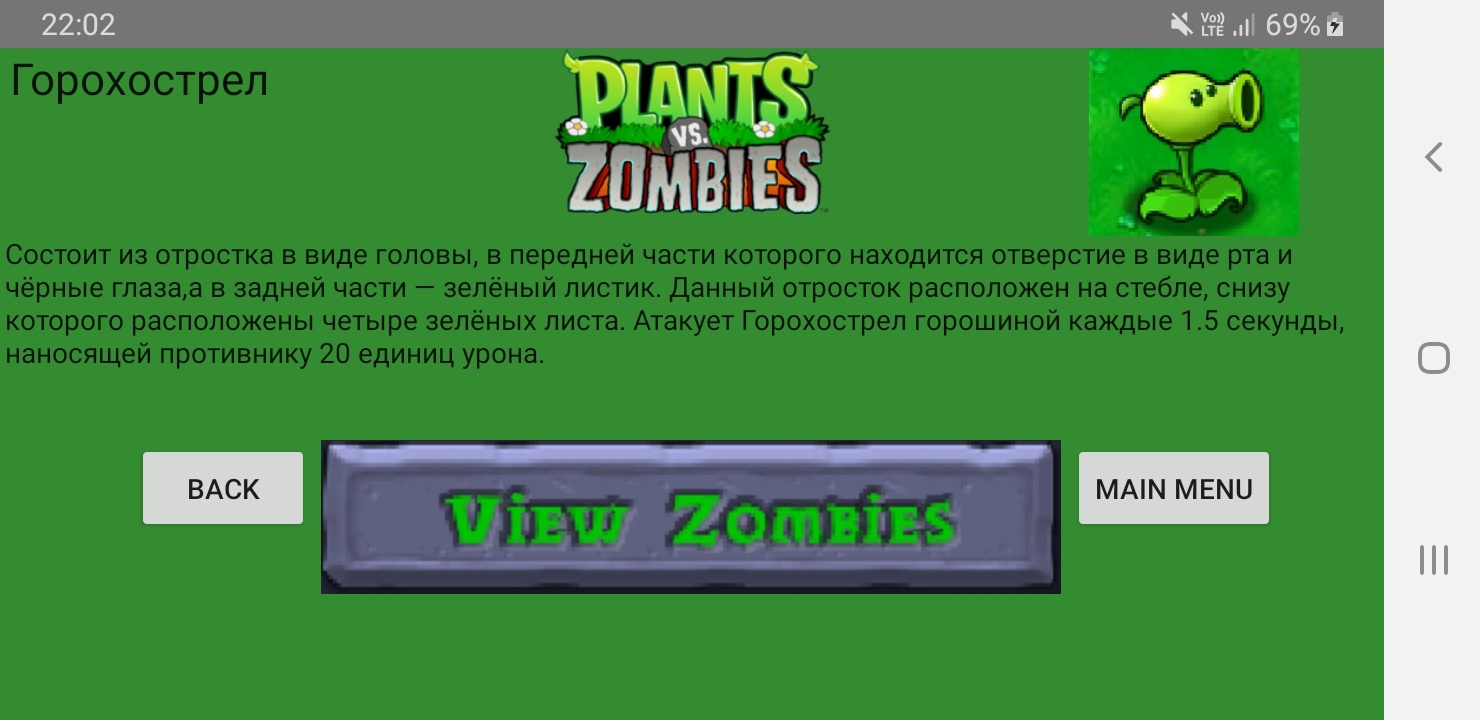 22:02
Vo)) LTE 69%
Горохострел
PLANTS
VS.
ZOMBIES
Состоит из отростка в виде головы, в передней части которого находится отверстие в виде рта и
чёрные глаза,а в задней части — зелёный листик. Данный отросток расположен на стебле, снизу
которого расположены четыре зелёных листа. Атакует Горохострел горошиной каждые 1.5 секунды,
наносящей противнику 20 единиц урона.
BACK
View Zombies
MAIN MENU